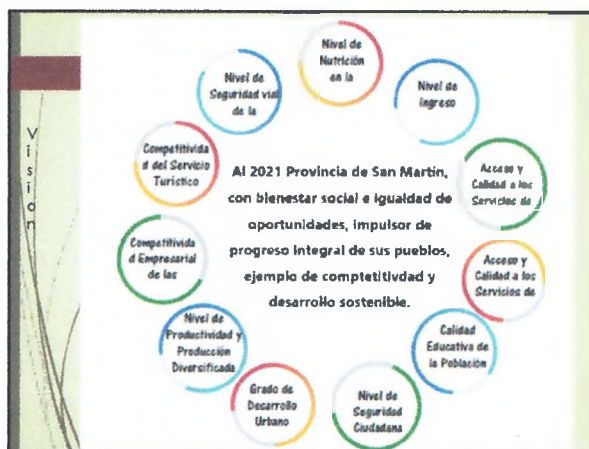 Visión
Nivel de
Nutrición
en la
Nivel de
Ingreso
Acceso y
Calidad a los
Servicios de
Acceso y
Calidad a los
Servicios de
Calidad
Educativa de
la Población
Nivel de
Seguridad
Ciudadana
Grado de
Desarrollo
Urbano
Nivel de
Productividad y
Producción
Diversificada
Competitivida
d Empresarial
de las
Competitivida
d del Servicio
Turístico
Nivel de
Seguridad vial
de la
Al 2021 Provincia de San Martín,
con bienestar social e igualdad de
oportunidades, impulsor de
progreso integral de sus pueblos,
ejemplo de comptetitivdad y
desarrollo sostenible.